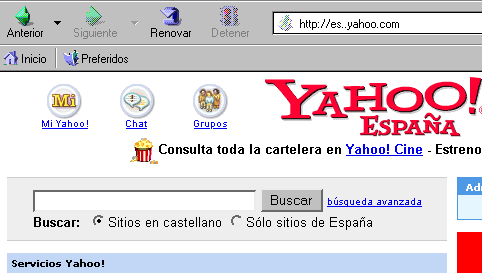 Anterior Siguiente Renovar Detener http://es..yahoo.com
Inicio Preferidos
YAHOO!
ESPAÑA
Mi
Mi Yahoo! Chat Grupos
Consulta toda la cartelera en Yahoo! Cine - Estreno
Buscar búsqueda avanzada
Buscar: Sitios en castellano Sólo sitios de España
Ad
Servicios Yahoo!